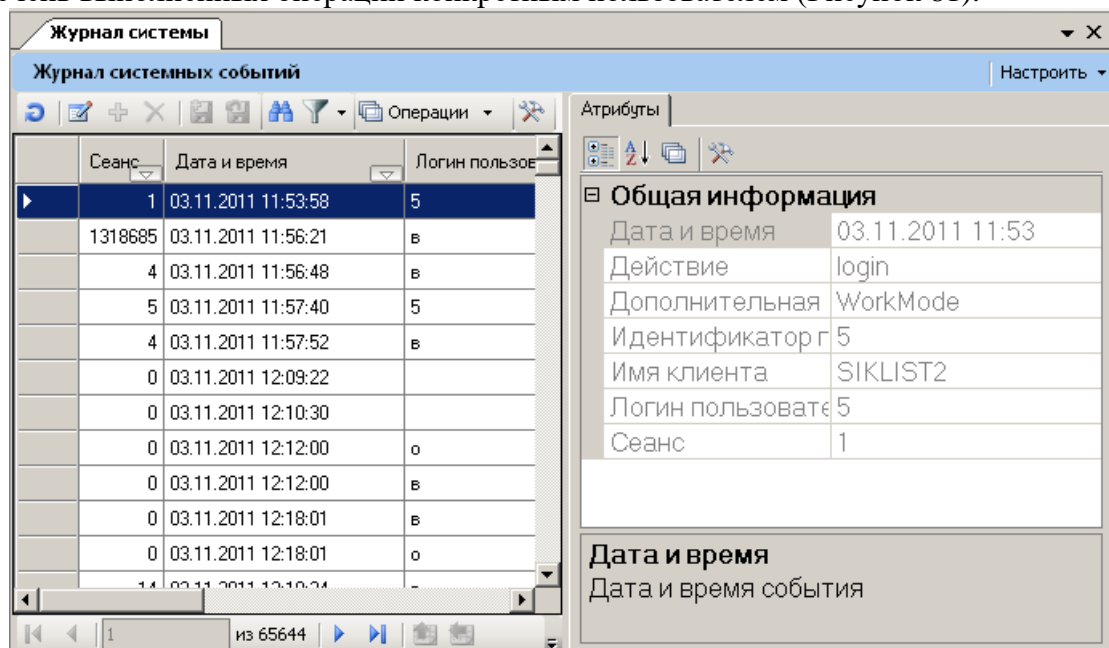 выполненных операций конкретным пользователем (Рисунок 81).
Журнал системы
Журнал системных событий
Настроить
Операции
Атрибуты
Сеанс
Дата и время
Логин пользов
1 03.11.2011 11:53:58 5
1318685 03.11.2011 11:56:21 в
4 03.11.2011 11:56:48 в
5 03.11.2011 11:57:40 5
4 03.11.2011 11:57:52 в
0 03.11.2011 12:09:22
0 03.11.2011 12:10:30
0 03.11.2011 12:12:00 о
0 03.11.2011 12:12:00 в
0 03.11.2011 12:18:01 в
0 03.11.2011 12:18:01 о
1 из 65644
Общая информация
Дата и время 03.11.2011 11:53
Действие login
Дополнительная WorkMode
Идентификатор п 5
Имя клиента SIKLIST2
Логин пользовате 5
Сеанс 1
Дата и время
Дата и время события